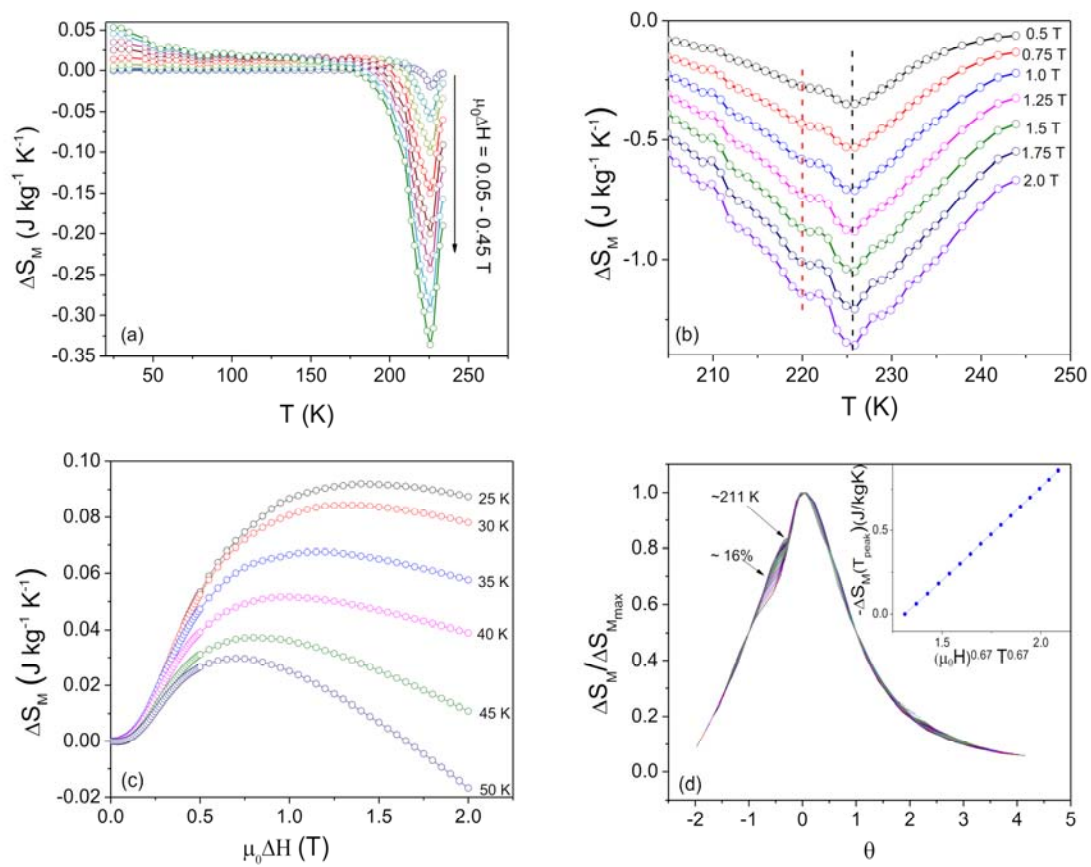 0.05
0.00
-0.05
-0.10
-0.15
-0.20
-0.25
-0.30
-0.35
ΔS_M (J kg⁻¹ K⁻¹)
μ₀ΔH = 0.05 - 0.45 T
(a)
50 100 150 200 250
T (K)
0.0
-0.5
-1.0
ΔS_M (J kg⁻¹ K⁻¹)
0.5 T
0.75 T
1.0 T
1.25 T
1.5 T
1.75 T
2.0 T
(b)
210 220 230 240 250
T (K)
0.10
0.08
0.06
0.04
0.02
0.00
-0.02
ΔS_M (J kg⁻¹ K⁻¹)
25 K
30 K
35 K
40 K
45 K
50 K
(c)
0.0 0.5 1.0 1.5 2.0
μ₀ΔH (T)
1.0
0.8
0.6
0.4
0.2
0.0
ΔS_M/ΔS_M_max
~211 K
~ 16%
-ΔS_M(T_peak)(J/kgK)
0.5
0.0
1.5 2.0
(μ₀H)^0.67 T^0.67
(d)
-2 -1 0 1 2 3 4 5
θ